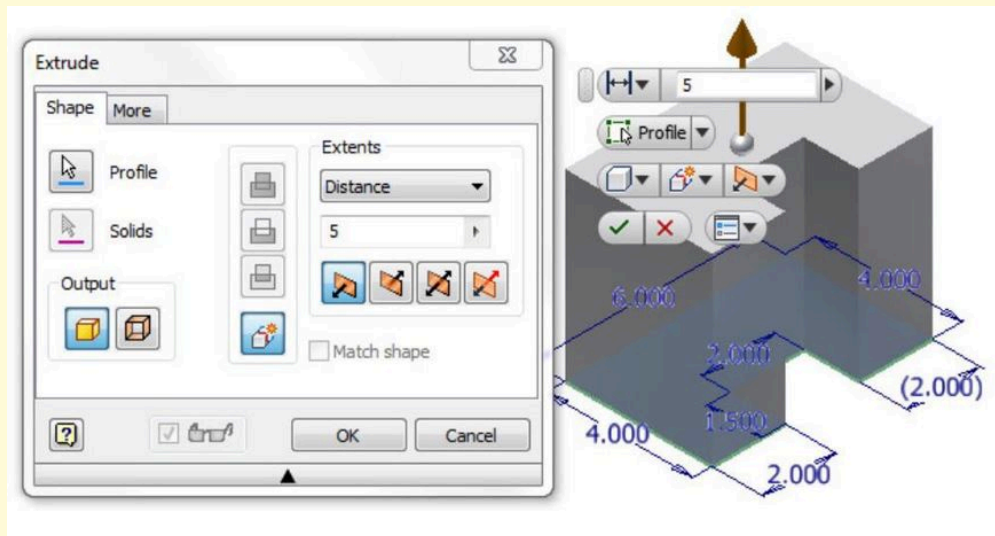 Extrude
Shape More
Profile
Solids
Output
Extents
Distance
5
Match shape
?
OK Cancel
5
Profile
6.000
4.000
2.000
(2.000)
4.000
1.500
2.000